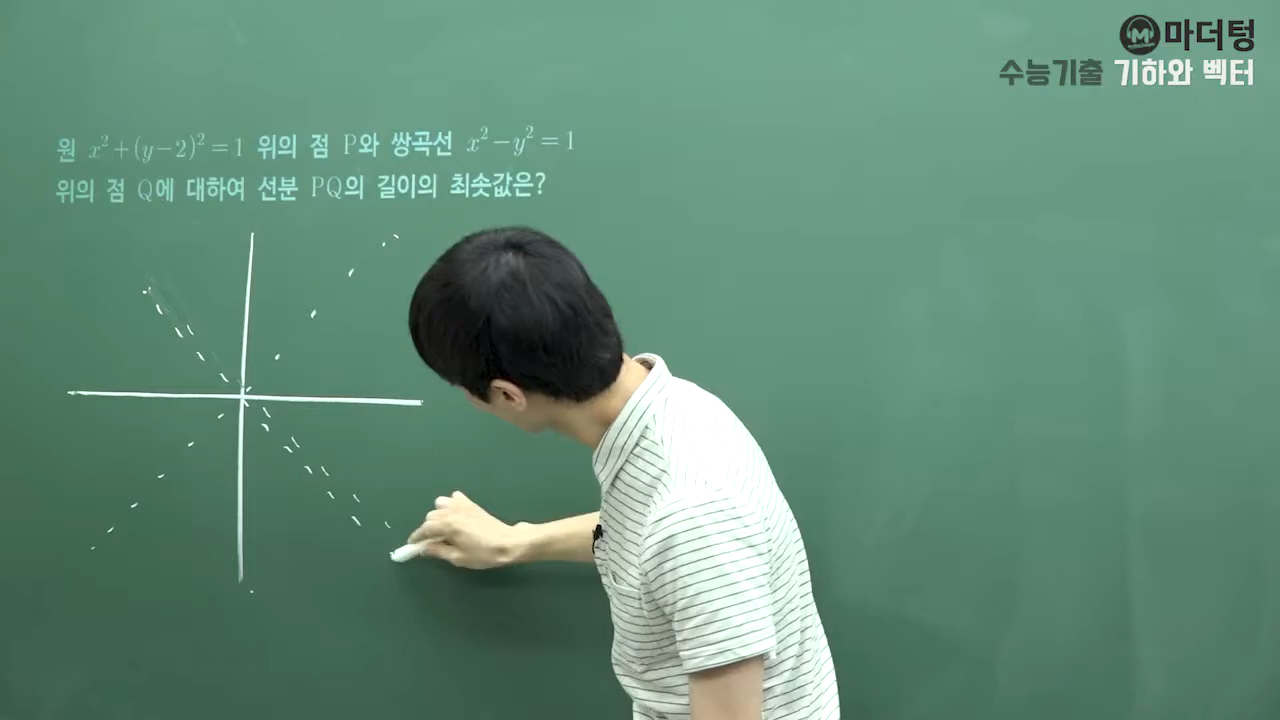 마더텅
수능기출 기하와 벡터
원 x²+(y−2)²=1 위의 점 P와 쌍곡선 x²−y²=1
위의 점 Q에 대하여 선분 PQ의 길이의 최솟값은?